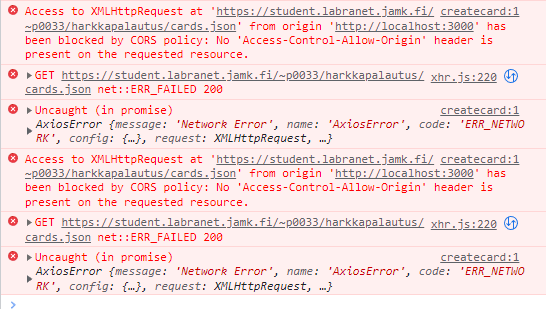 Access to XMLHttpRequest at 'https://student.labranet.jamk.fi/ createcard:1
~p0033/harkkapalautus/cards.json' from origin 'http://localhost:3000' has
been blocked by CORS policy: No 'Access-Control-Allow-Origin' header is
present on the requested resource.
GET https://student.labranet.jamk.fi/~p0033/harkkapalautus/ xhr.js:220
cards.json net::ERR_FAILED 200
Uncaught (in promise) createcard:1
AxiosError {message: 'Network Error', name: 'AxiosError', code: 'ERR_NETWO
RK', config: {…}, request: XMLHttpRequest, …}
Access to XMLHttpRequest at 'https://student.labranet.jamk.fi/ createcard:1
~p0033/harkkapalautus/cards.json' from origin 'http://localhost:3000' has
been blocked by CORS policy: No 'Access-Control-Allow-Origin' header is
present on the requested resource.
GET https://student.labranet.jamk.fi/~p0033/harkkapalautus/ xhr.js:220
cards.json net::ERR_FAILED 200
Uncaught (in promise) createcard:1
AxiosError {message: 'Network Error', name: 'AxiosError', code: 'ERR_NETWO
RK', config: {…}, request: XMLHttpRequest, …}